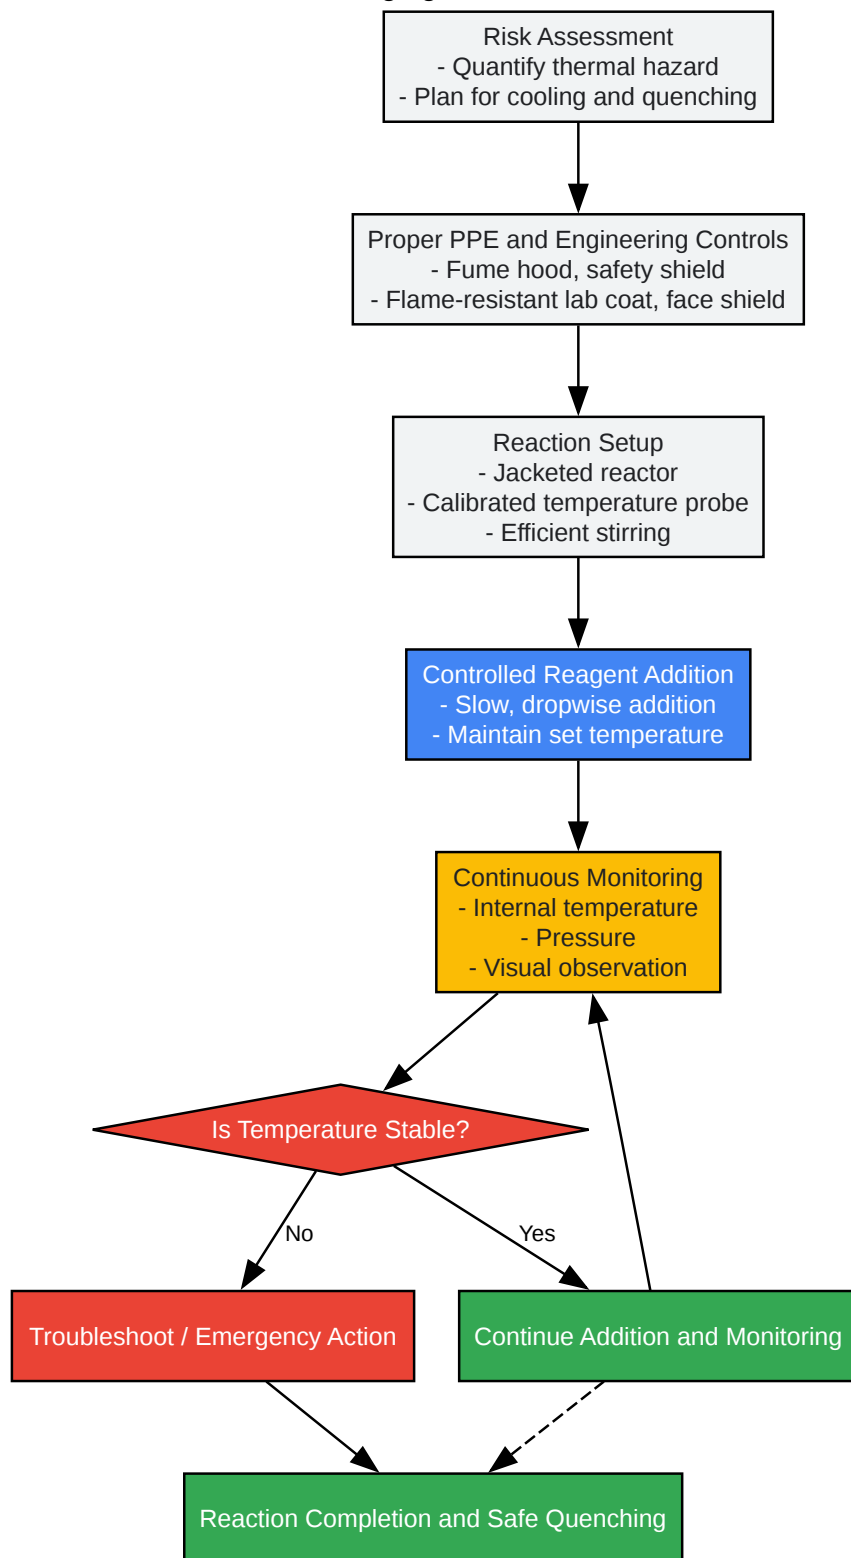 Risk Assessment
- Quantify thermal hazard
- Plan for cooling and quenching
Proper PPE and Engineering Controls
- Fume hood, safety shield
- Flame-resistant lab coat, face shield
Reaction Setup
- Jacketed reactor
- Calibrated temperature probe
- Efficient stirring
Controlled Reagent Addition
- Slow, dropwise addition
- Maintain set temperature
Continuous Monitoring
- Internal temperature
- Pressure
- Visual observation
Is Temperature Stable?
No
Yes
Troubleshoot / Emergency Action
Continue Addition and Monitoring
Reaction Completion and Safe Quenching